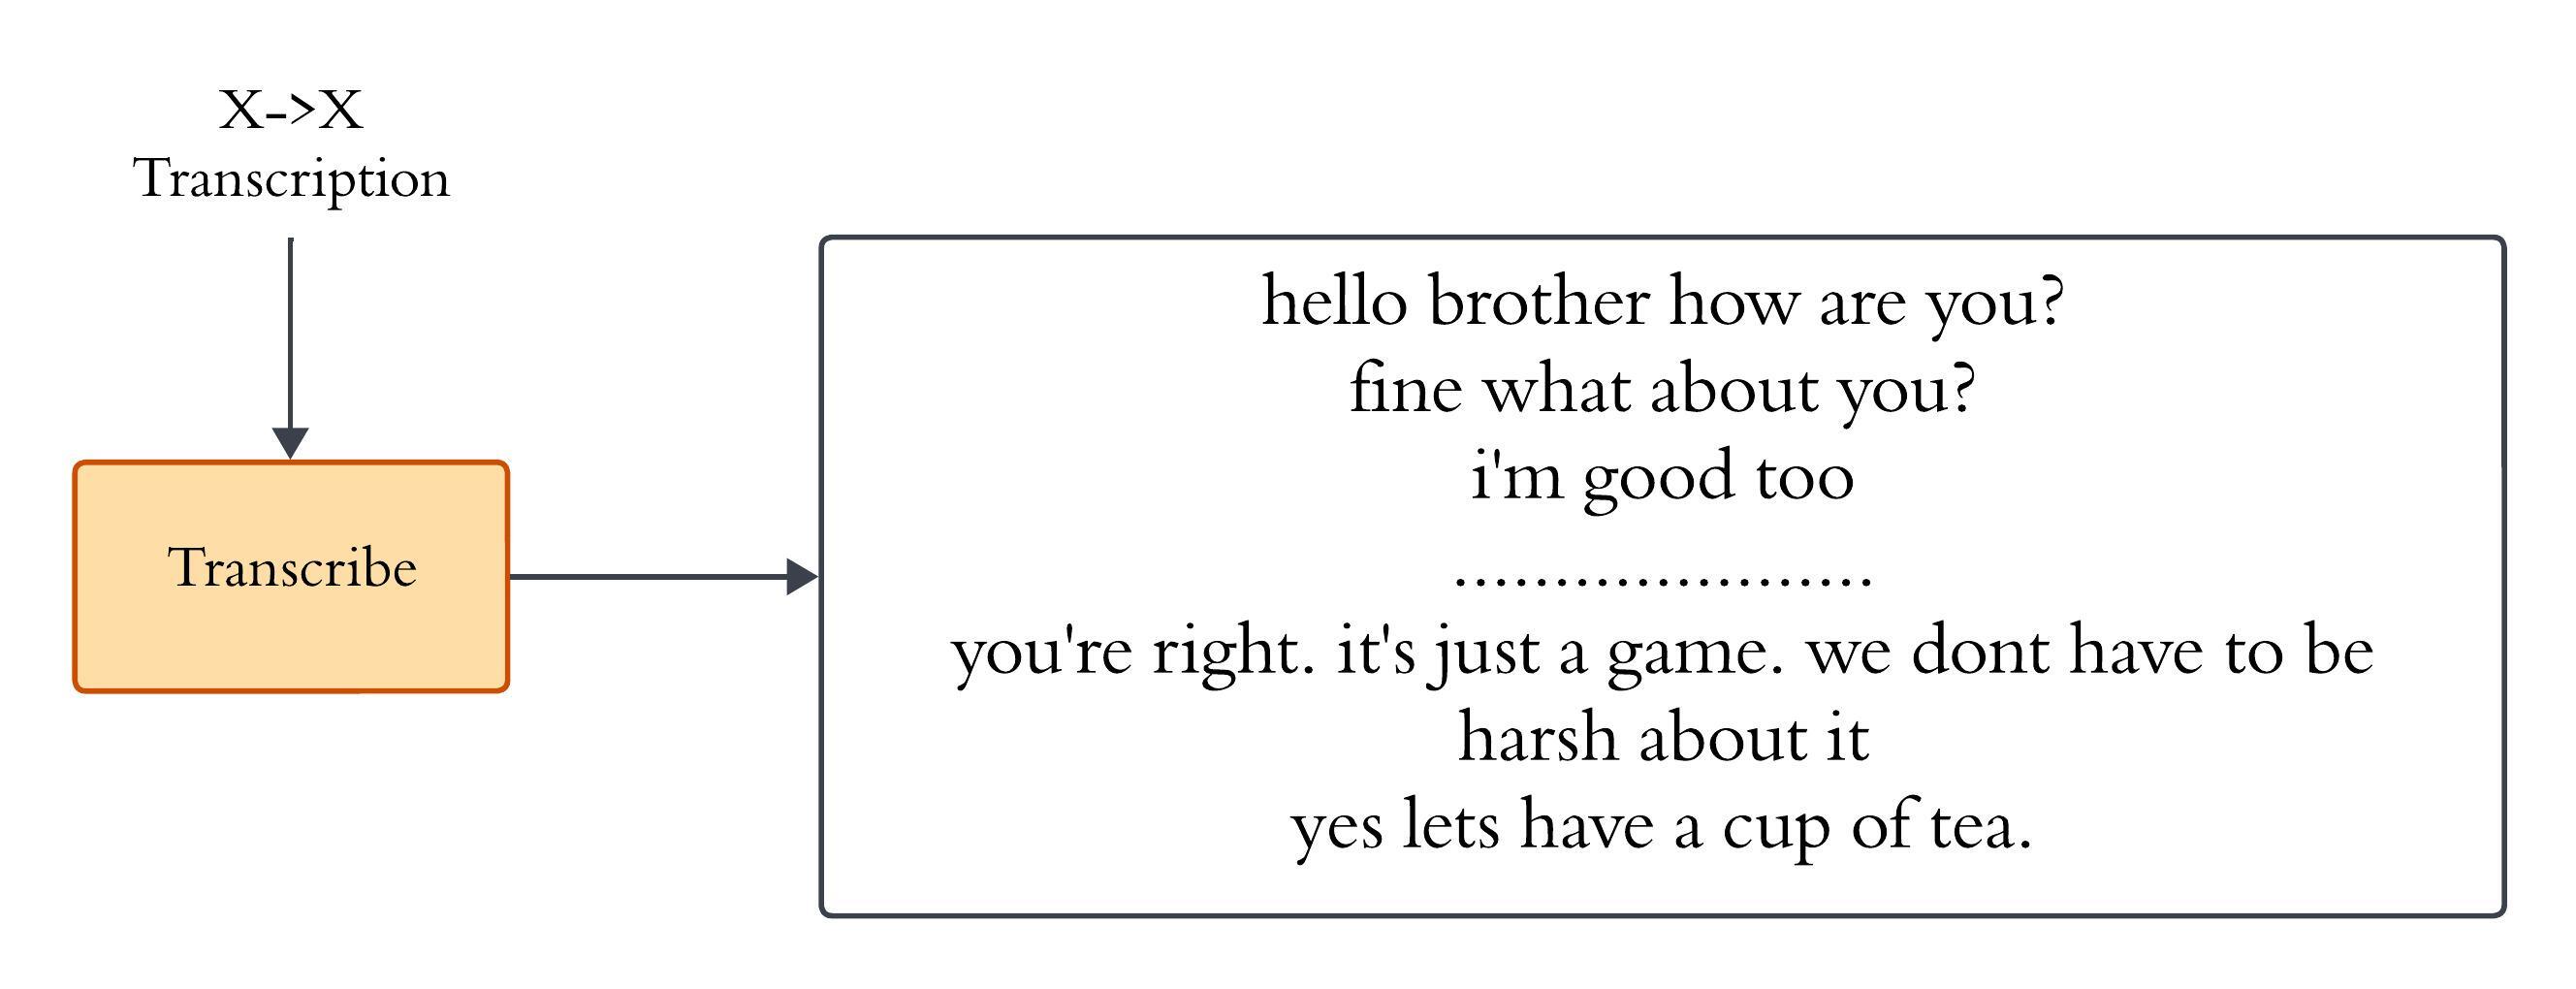 X->X
Transcription
Transcribe
hello brother how are you?
fine what about you?
i'm good too
.....................
you're right. it's just a game. we dont have to be
harsh about it
yes lets have a cup of tea.